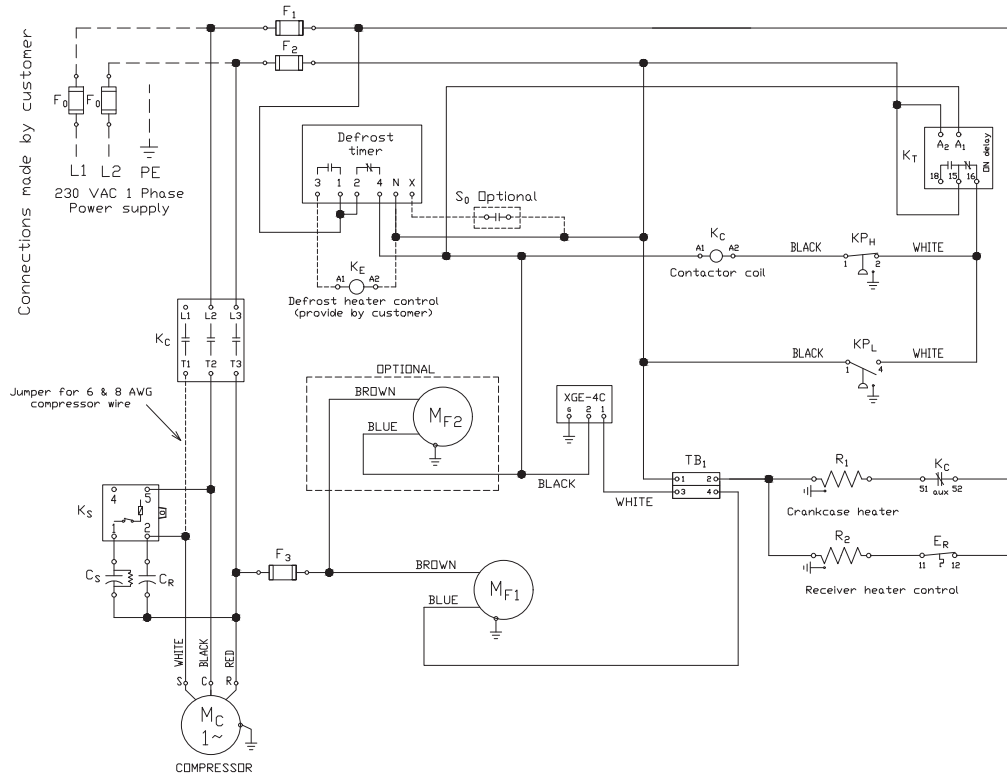 Connections made by customer
F1
F2
F0
F0
L1
L2
PE
230 VAC 1 Phase
Power supply
Defrost
timer
3
1
2
4
N
X
S0 Optional
KT
A2
A1
ON delay
18
15
16
KE
A1
A2
Defrost heater control
(provide by customer)
KC
A1
A2
Contactor coil
BLACK
KPH
1
2
WHITE
KC
L1
L2
L3
T1
T2
T3
Jumper for 6 & 8 AWG
compressor wire
BLACK
KPL
1
4
WHITE
OPTIONAL
BROWN
BLUE
MF2
XGE-4C
6
2
1
BLACK
WHITE
TB1
1
2
3
4
R1
Crankcase heater
KC
51
aux
52
R2
ER
11
12
Receiver heater control
KS
4
5
1
2
CS
CR
F3
BROWN
BLUE
MF1
WHITE
BLACK
RED
S
C
R
MC
1~
COMPRESSOR